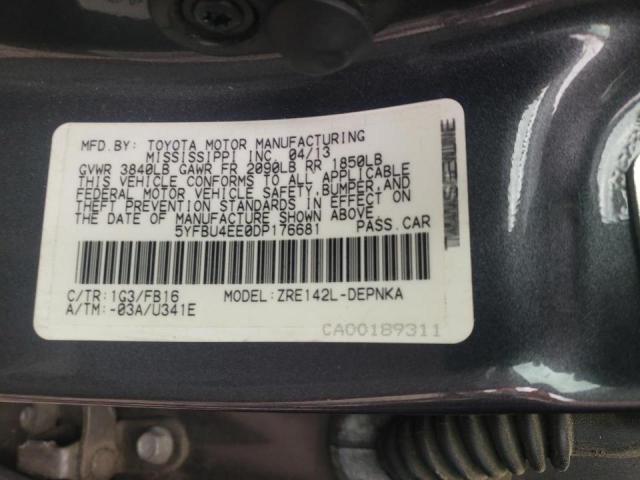 MFD.BY: TOYOTA MOTOR MANUFACTURING
MISSISSIPPI INC. 04/13
GVWR 3840LB GAWR FR 2090LB RR 1850LB
THIS VEHICLE CONFORMS TO ALL APPLICABLE
FEDERAL MOTOR VEHICLE SAFETY,BUMPER,AND
THEFT PREVENTION STANDARDS IN EFFECT ON
THE DATE OF MANUFACTURE SHOWN ABOVE.
5YFBU4EE0DP176681 PASS.CAR
C/TR:1G3/FB16 MODEL:ZRE142L-DEPNKA
A/TM:-03A/U341E
CA00189311